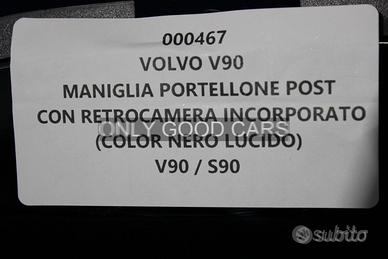 000467
VOLVO V90
MANIGLIA PORTELLONE POST
CON RETROCAMERA INCORPORATO
ONLY GOOD CARS
(COLOR NERO LUCIDO)
V90 / S90
subito